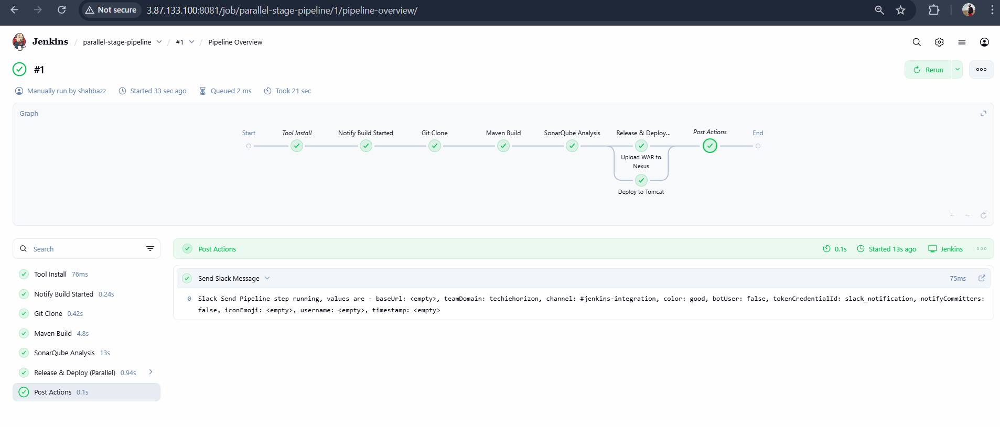 Not secure 3.87.133.100:8081/job/parallel-stage-pipeline/1/pipeline-overview/
Jenkins / parallel-stage-pipeline / #1 / Pipeline Overview
#1
Rerun
Manually run by shahbazz Started 33 sec ago Queued 2 ms Took 21 sec
Graph
Start Tool Install Notify Build Started Git Clone Maven Build SonarQube Analysis Release & Deploy... Post Actions End
Upload WAR to
Nexus
Deploy to Tomcat
Search
Tool Install 76ms
Notify Build Started 0.24s
Git Clone 0.42s
Maven Build 4.8s
SonarQube Analysis 13s
Release & Deploy (Parallel) 0.94s
Post Actions 0.1s
Post Actions 0.1s Started 13s ago Jenkins
Send Slack Message 75ms
0 Slack Send Pipeline step running, values are - baseUrl: <empty>, teamDomain: techiehorizon, channel: #jenkins-integration, color: good, botUser: false, tokenCredentialId: slack_notification, notifyCommitters:
false, iconEmoji: <empty>, username: <empty>, timestamp: <empty>